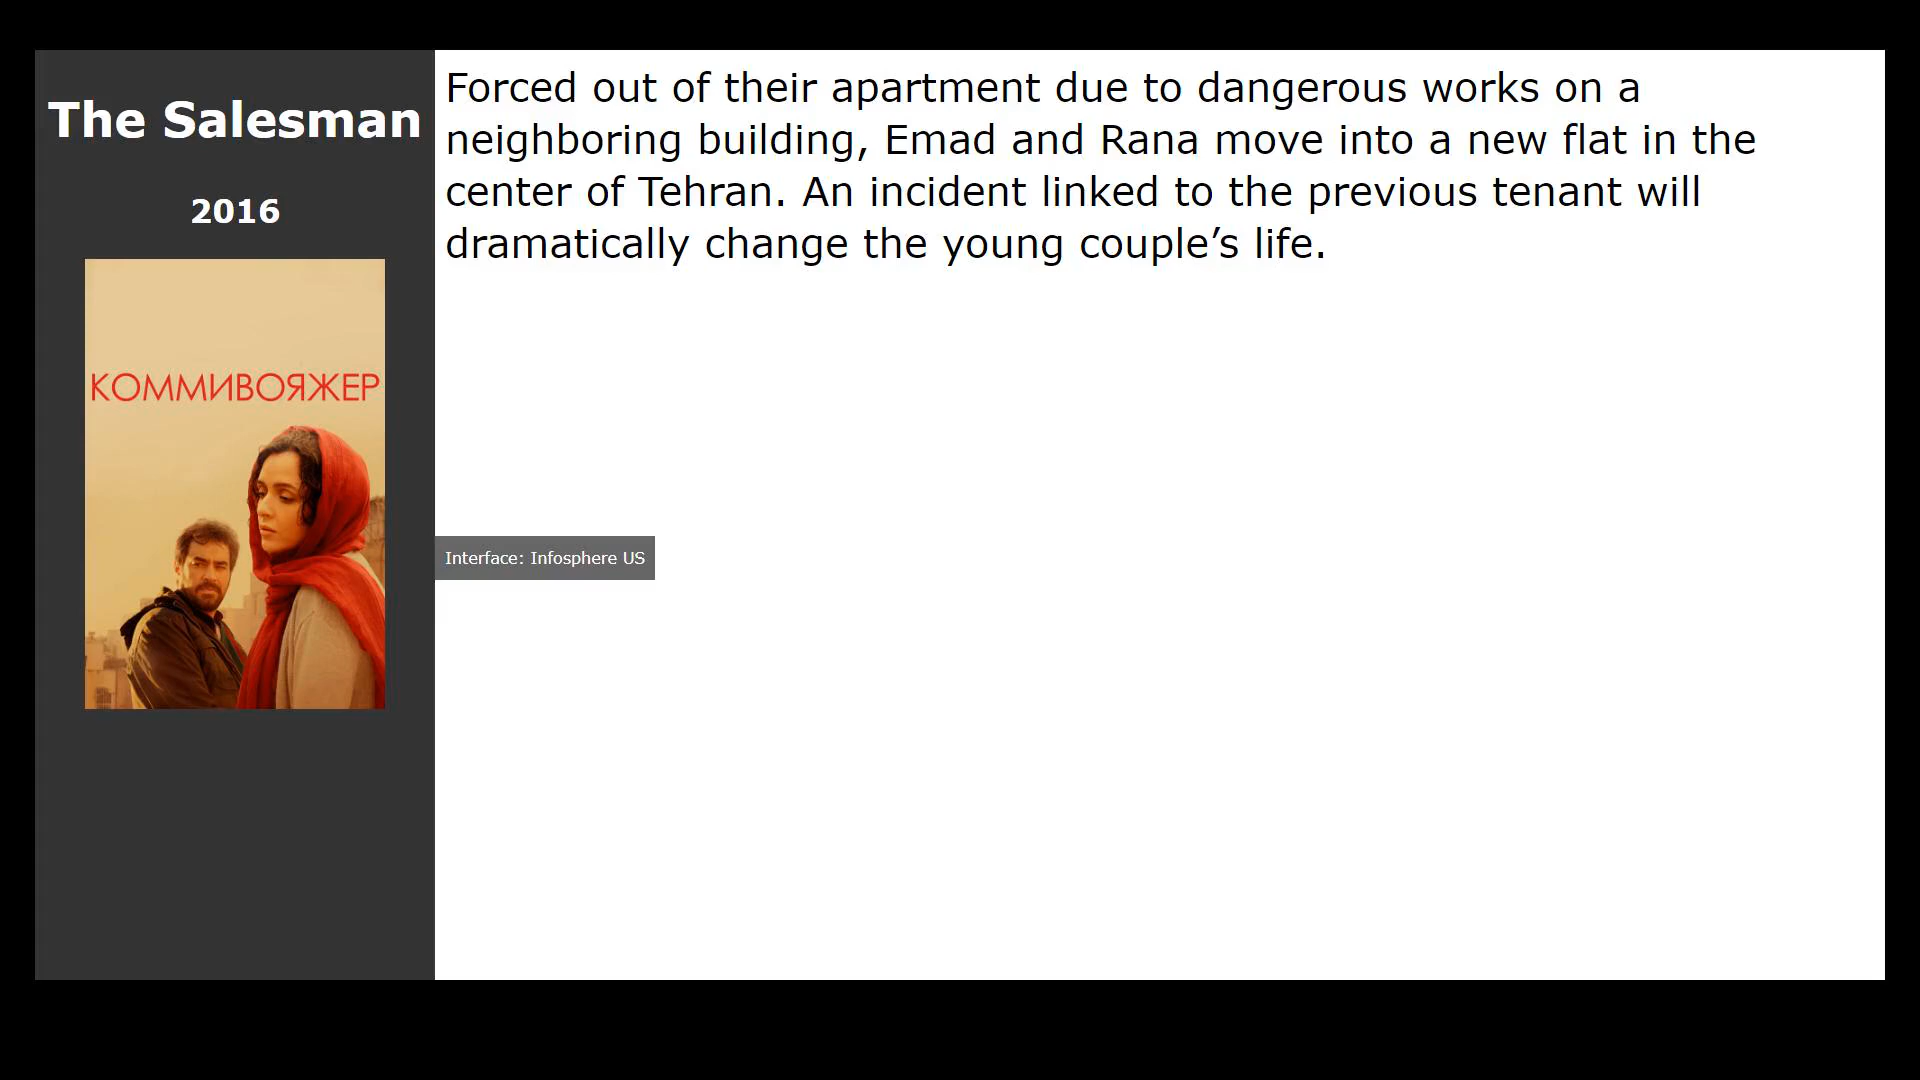 The Salesman
2016
КОММИВОЯЖЕР
Forced out of their apartment due to dangerous works on a
neighboring building, Emad and Rana move into a new flat in the
center of Tehran. An incident linked to the previous tenant will
dramatically change the young couple’s life.
Interface: Infosphere US